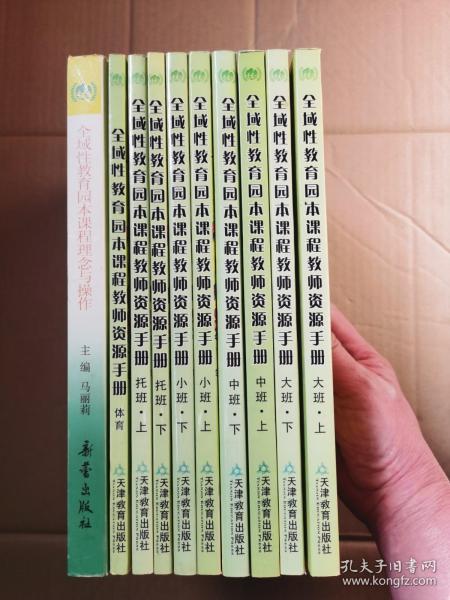 全域性教育园本课程理念与操作
主编 马丽莉
新蕾出版社
全域性教育园本课程教师资源手册
体育
天津教育出版社
全域性教育园本课程教师资源手册
托班·上
天津教育出版社
全域性教育园本课程教师资源手册
托班·下
天津教育出版社
全域性教育园本课程教师资源手册
小班·下
天津教育出版社
全域性教育园本课程教师资源手册
小班·上
天津教育出版社
全域性教育园本课程教师资源手册
中班·下
天津教育出版社
全域性教育园本课程教师资源手册
中班·上
天津教育出版社
全域性教育园本课程教师资源手册
大班·下
天津教育出版社
全域性教育园本课程教师资源手册
大班·上
天津教育出版社
孔夫子旧书网
www.kongfz.com